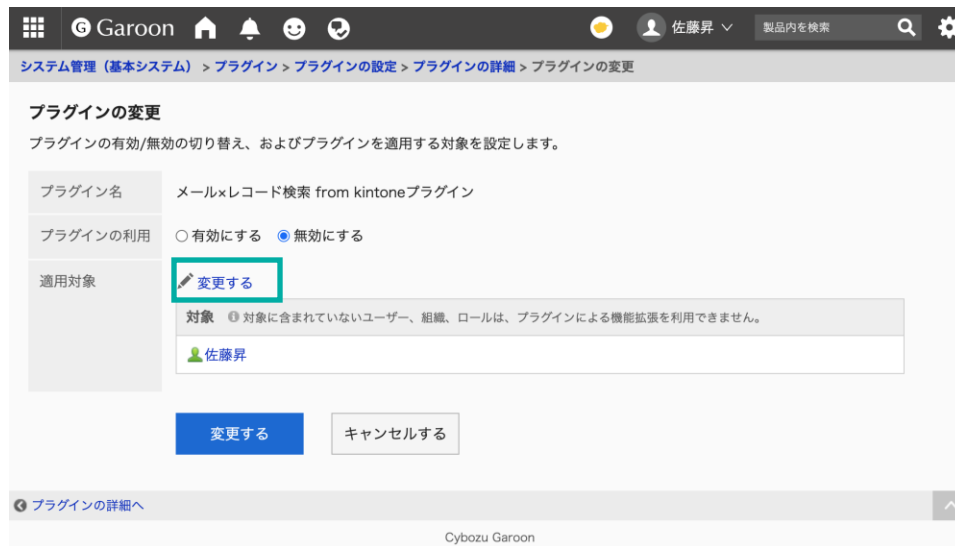 G Garoon 佐藤昇 製品内を検索
システム管理（基本システム） > プラグイン > プラグインの設定 > プラグインの詳細 > プラグインの変更
プラグインの変更
プラグインの有効/無効の切り替え、およびプラグインを適用する対象を設定します。
プラグイン名 メール×レコード検索 from kintoneプラグイン
プラグインの利用 有効にする 無効にする
適用対象 変更する
対象 対象に含まれていないユーザー、組織、ロールは、プラグインによる機能拡張を利用できません。
佐藤昇
変更する キャンセルする
プラグインの詳細へ
Cybozu Garoon